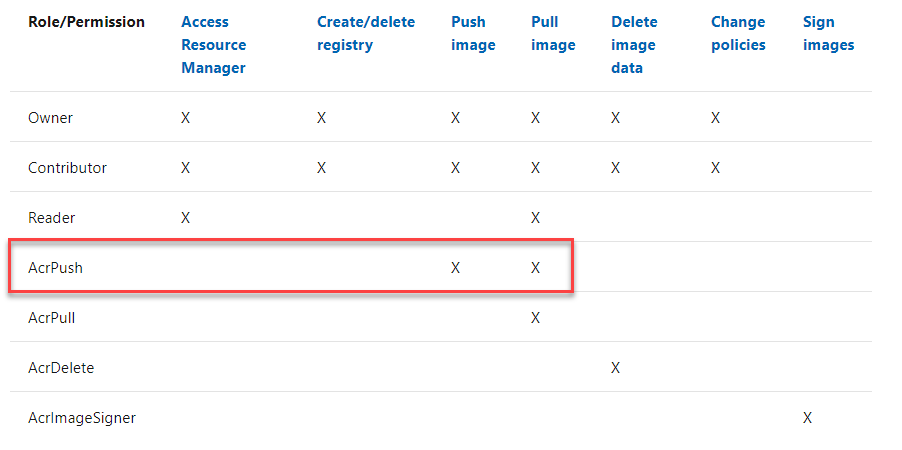 Role/Permission Access Resource Manager Create/delete registry Push image Pull image Delete image data Change policies Sign images
Owner X X X X X X
Contributor X X X X X X
Reader X X
AcrPush X X
AcrPull X
AcrDelete X
AcrImageSigner X